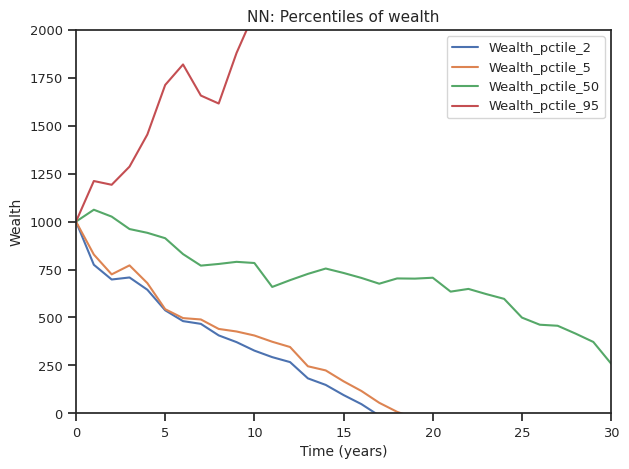 NN: Percentiles of wealth
2000
1750
1500
1250
1000
750
500
250
0
Wealth
Wealth_pctile_2
Wealth_pctile_5
Wealth_pctile_50
Wealth_pctile_95
0
5
10
15
20
25
30
Time (years)